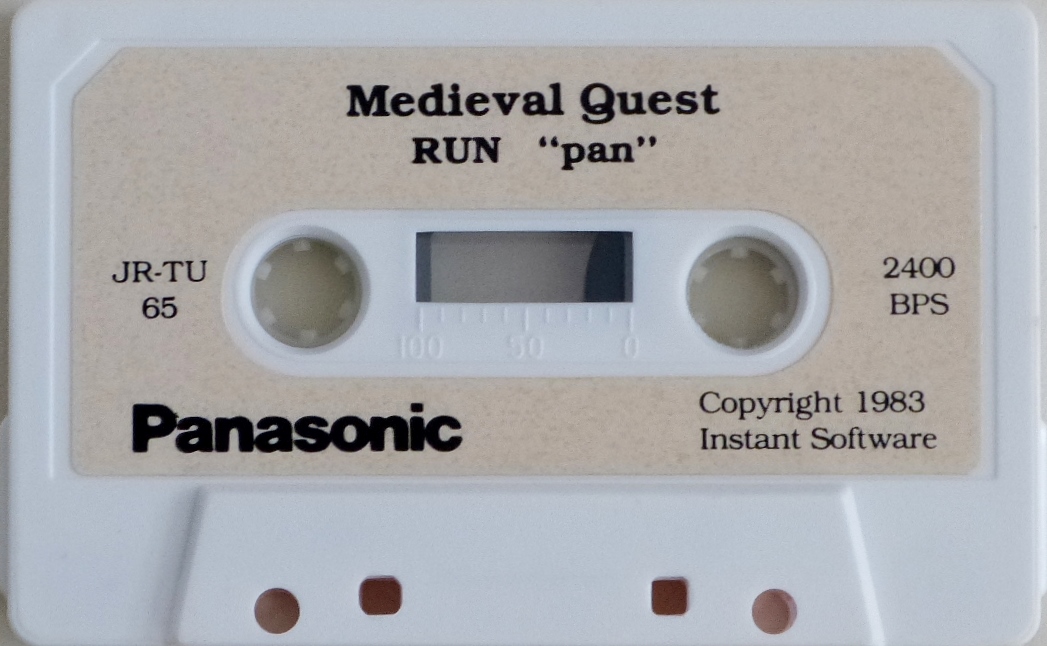 Medieval Quest
RUN “pan”
JR-TU
65
2400
BPS
100 50 0
Panasonic
Copyright 1983
Instant Software